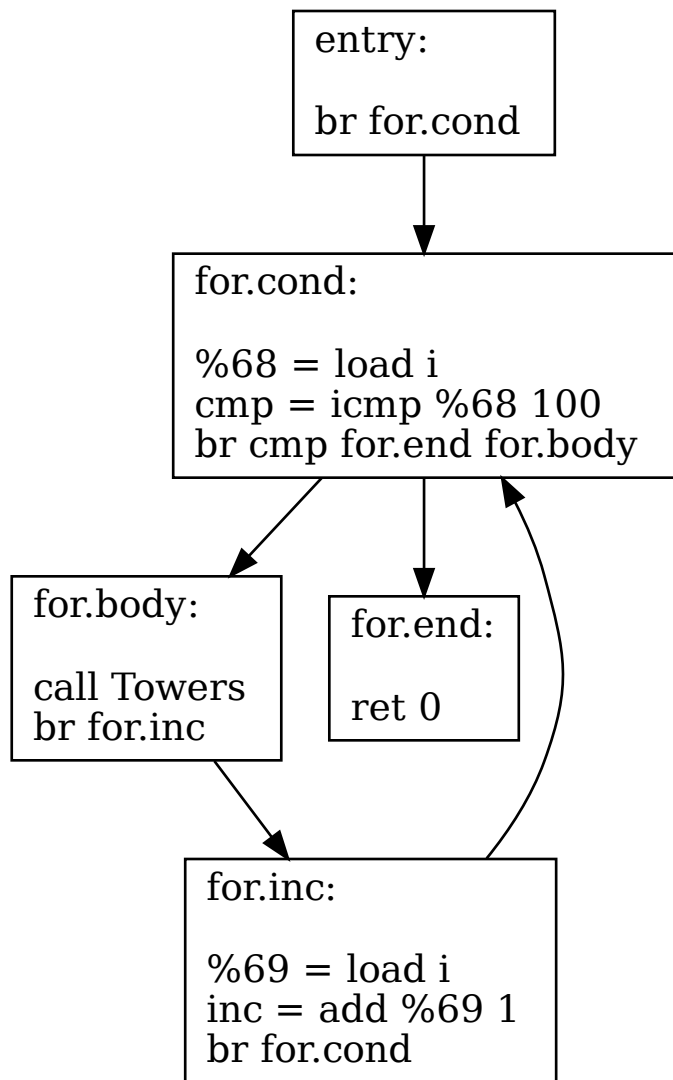 entry:
br for.cond
for.cond:
%68 = load i
cmp = icmp %68 100
br cmp for.end for.body
for.body:
call Towers
br for.inc
for.end:
ret 0
for.inc:
%69 = load i
inc = add %69 1
br for.cond